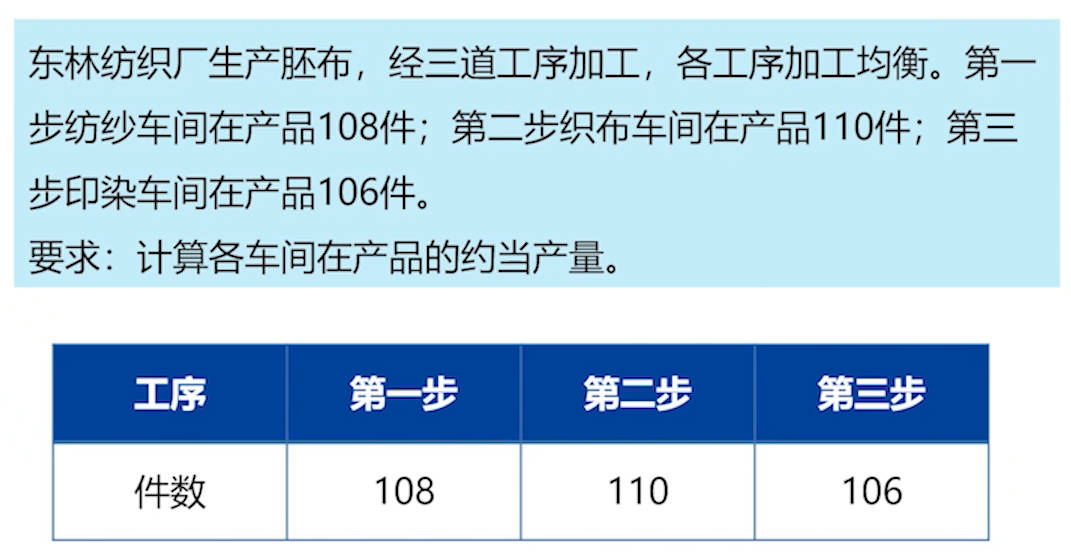 东林纺织厂生产胚布，经三道工序加工，各工序加工均衡。第一
步纺纱车间在产品108件；第二步织布车间在产品110件；第三
步印染车间在产品106件。
要求：计算各车间在产品的约当产量。
工序 第一步 第二步 第三步
件数 108 110 106